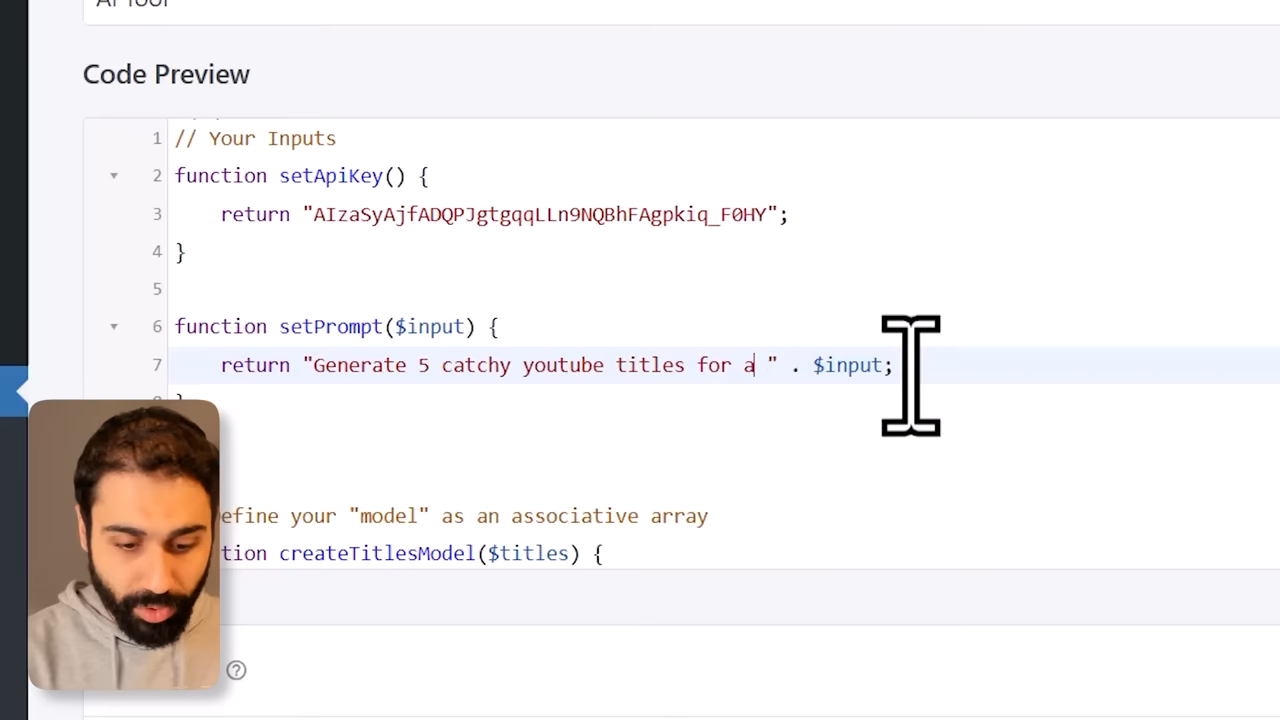 AI Tool
Code Preview
1 // Your Inputs
2 function setApiKey() {
3 return "AIzaSyAjfADQPJgtgqqLLn9NQBhFAgpkiq_F0HY";
4 }
5
6 function setPrompt($input) {
7 return "Generate 5 catchy youtube titles for a " . $input;
}
efine your "model" as an associative array
tion createTitlesModel($titles) {
?